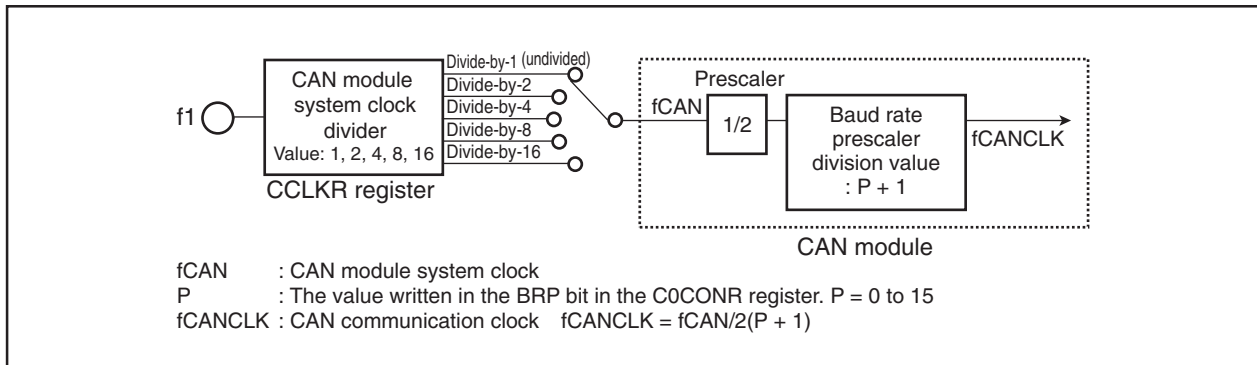 Divide-by-1 (undivided)
Divide-by-2
Divide-by-4
Divide-by-8
Divide-by-16
f1
CAN module
system clock
divider
Value: 1, 2, 4, 8, 16
CCLKR register
fCAN
Prescaler
1/2
Baud rate
prescaler
division value
: P + 1
fCANCLK
CAN module
fCAN : CAN module system clock
P : The value written in the BRP bit in the C0CONR register. P = 0 to 15
fCANCLK : CAN communication clock fCANCLK = fCAN/2(P + 1)